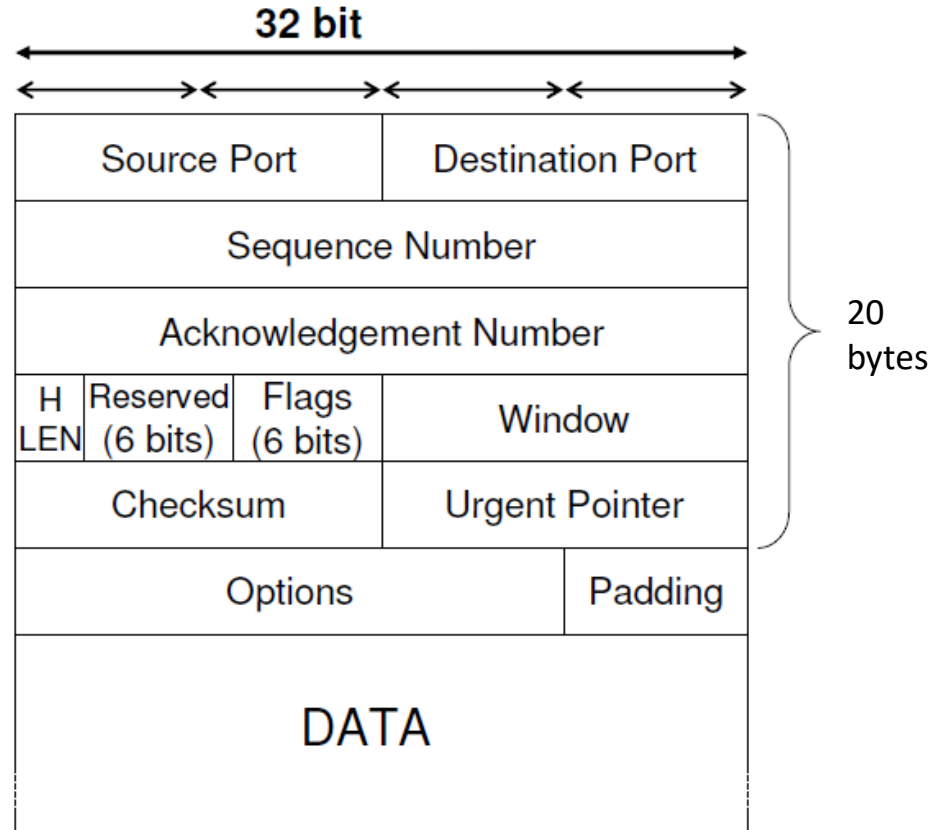 32 bit
Source Port Destination Port
Sequence Number
Acknowledgement Number
20
bytes
H
LEN
Reserved
(6 bits)
Flags
(6 bits)
Window
Checksum Urgent Pointer
Options Padding
DATA